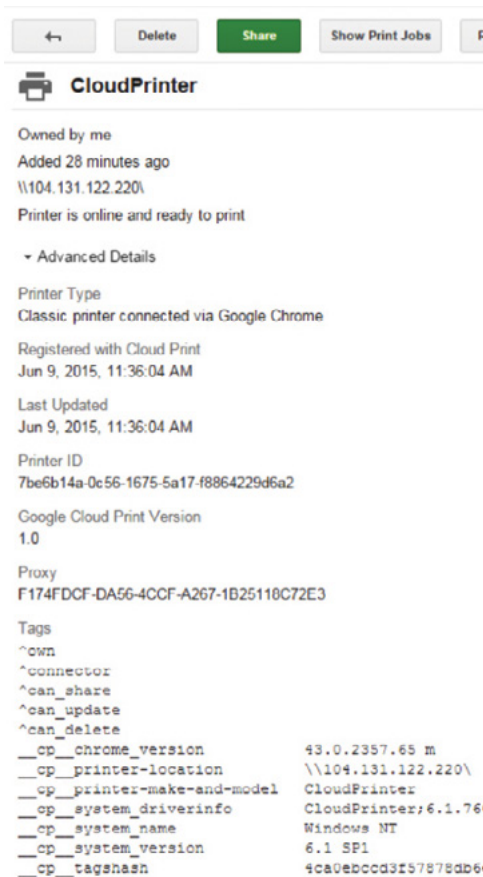 Delete Share Show Print Jobs
CloudPrinter
Owned by me
Added 28 minutes ago
\\104.131.122.220\
Printer is online and ready to print
Advanced Details
Printer Type
Classic printer connected via Google Chrome
Registered with Cloud Print
Jun 9, 2015, 11:36:04 AM
Last Updated
Jun 9, 2015, 11:36:04 AM
Printer ID
7be6b14a-0c56-1675-5a17-f8864229d6a2
Google Cloud Print Version
1.0
Proxy
F174FDCF-DA56-4CCF-A267-1B25118C72E3
Tags
^own
^connector
^can_share
^can_update
^can_delete
__cp__chrome_version 43.0.2357.65 m
__cp__printer-location \\104.131.122.220\
__cp__printer-make-and-model CloudPrinter
__cp__system_driverinfo CloudPrinter;6.1.760
__cp__system_name Windows NT
__cp__system_version 6.1 SP1
__cp__tagshash